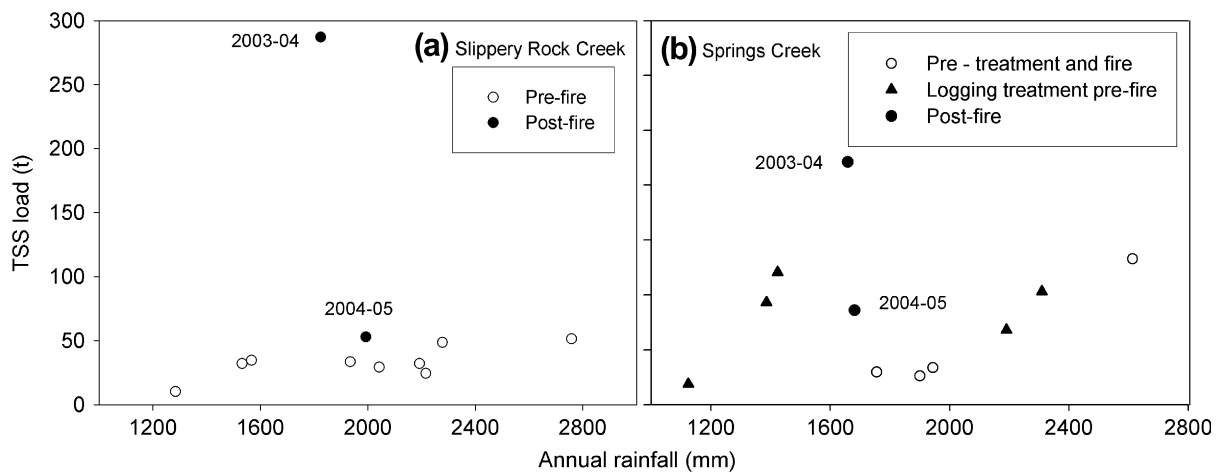 300
250
200
150
100
50
0
TSS load (t)
(a) Slippery Rock Creek
Pre-fire
Post-fire
2003-04
2004-05
1200 1600 2000 2400 2800
(b) Springs Creek
Pre - treatment and fire
Logging treatment pre-fire
Post-fire
2003-04
2004-05
1200 1600 2000 2400 2800
Annual rainfall (mm)